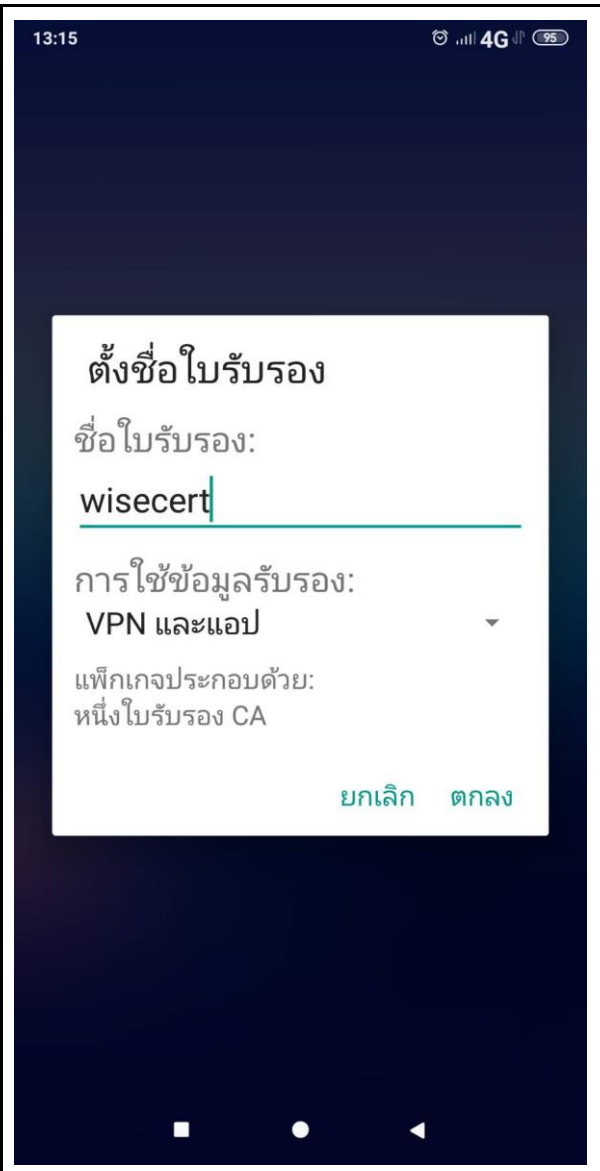 13:15 4G 95
ตั้งชื่อใบรับรอง
ชื่อใบรับรอง:
wisecert
การใช้ข้อมูลรับรอง:
VPN และแอป
แพ็กเกจประกอบด้วย:
หนึ่งใบรับรอง CA
ยกเลิก ตกลง